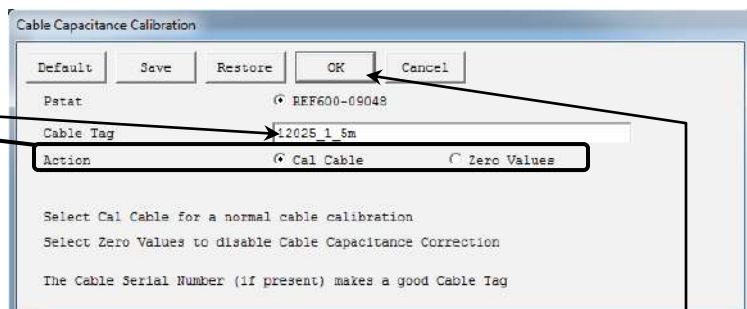 Cable Capacitance Calibration
Default Save Restore OK Cancel
Pstat REF600-09048
Cable Tag 12025_1_5m
Action Cal Cable Zero Values
Select Cal Cable for a normal cable calibration
Select Zero Values to disable Cable Capacitance Correction
The Cable Serial Number (if present) makes a good Cable Tag